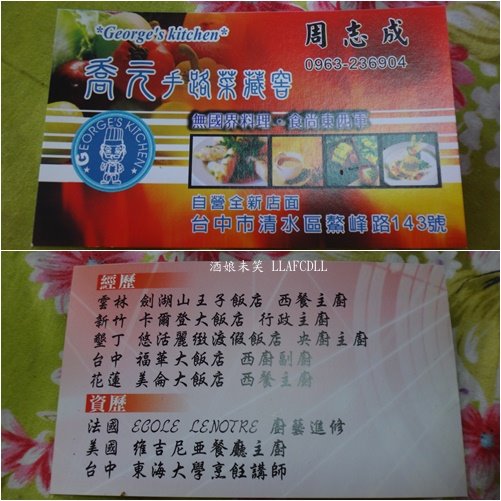 *George's kitchen*
周志成
0963-236904
喬元手路菜藏窖
無國界料理·食尚東西軍
GEORGE'S KITCHEN
自營全新店面
台中市清水區鰲峰路143號
酒娘未笑 LLAFCDLL
經歷
雲林 劍湖山王子飯店 西餐主廚
新竹 卡爾登大飯店 行政主廚
墾丁 悠活麗緻渡假飯店 央廚主廚
台中 福華大飯店 西廚副廚
花蓮 美侖大飯店 西餐主廚
資歷
法國 ECOLE LENOTRE 廚藝進修
美國 維吉尼亞餐廳主廚
台中 東海大學烹飪講師